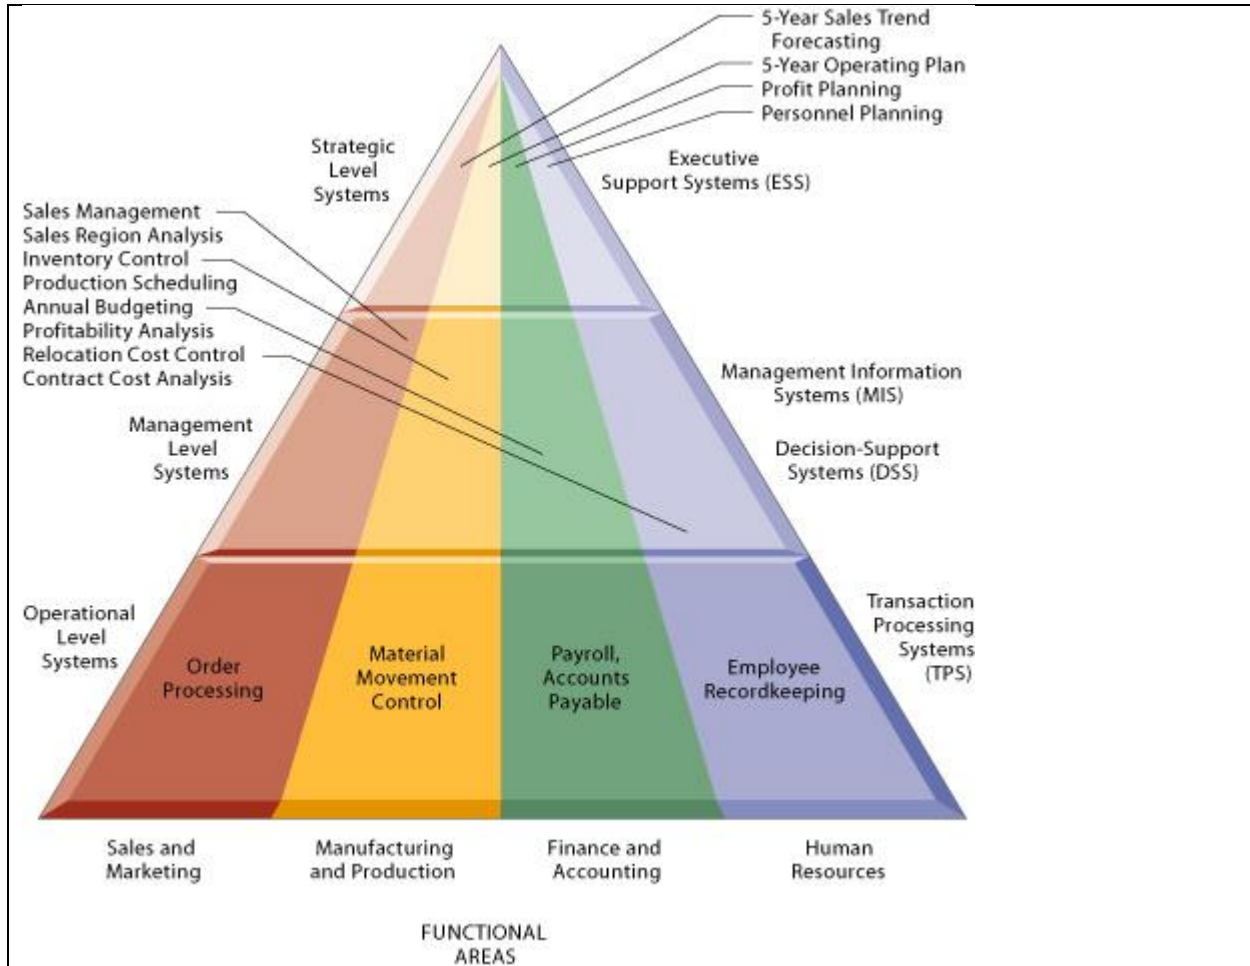 5-Year Sales Trend
Forecasting
5-Year Operating Plan
Profit Planning
Personnel Planning
Strategic
Level
Systems
Executive
Support Systems (ESS)
Sales Management
Sales Region Analysis
Inventory Control
Production Scheduling
Annual Budgeting
Profitability Analysis
Relocation Cost Control
Contract Cost Analysis
Management Information
Systems (MIS)
Management
Level
Systems
Decision-Support
Systems (DSS)
Operational
Level
Systems
Transaction
Processing
Systems
(TPS)
Order
Processing
Material
Movement
Control
Payroll,
Accounts
Payable
Employee
Recordkeeping
Sales and
Marketing
Manufacturing
and Production
Finance and
Accounting
Human
Resources
FUNCTIONAL
AREAS